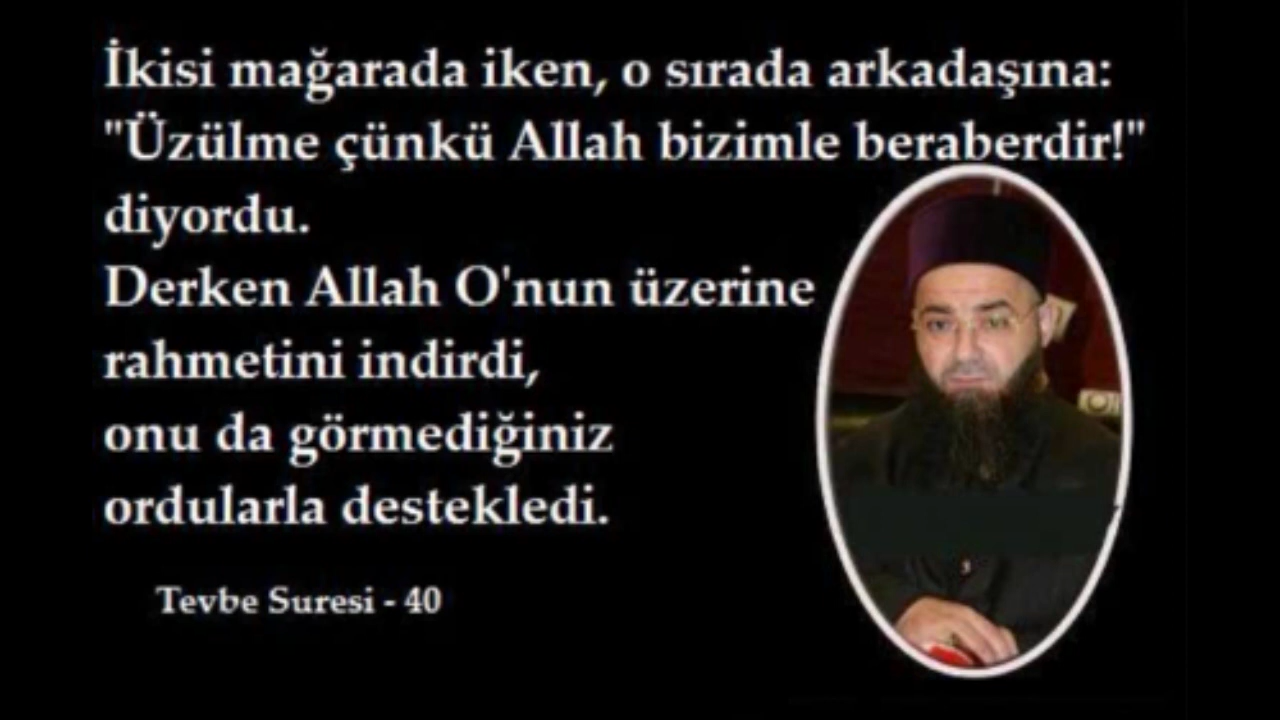 İkisi mağarada iken, o sırada arkadaşına:
"Üzülme çünkü Allah bizimle beraberdir!"
diyordu.
Derken Allah O'nun üzerine
rahmetini indirdi,
onu da görmediğiniz
ordularla destekledi.
Tevbe Suresi - 40